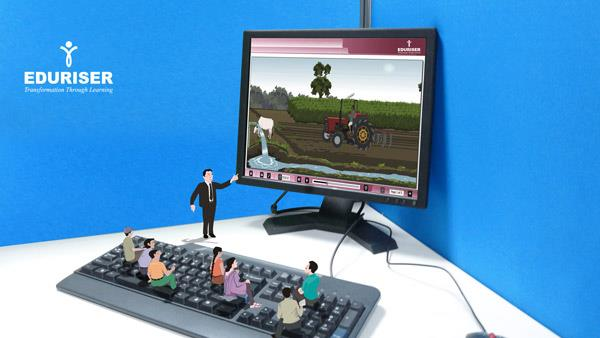 EDURISER
Transformation Through Learning
EDURISER